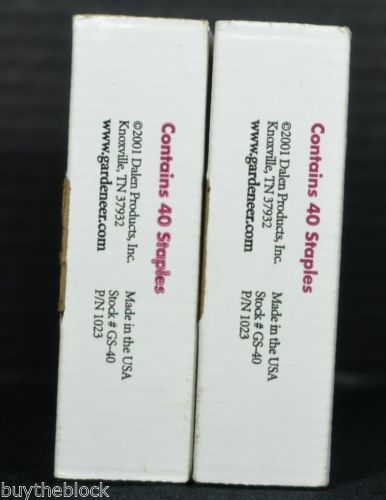 Contains 40 Staples
©2001 Dalen Products, Inc.
Knoxville, TN 37932
www.gardeneer.com
Made in the USA
Stock # GS-40
P/N 1023
Contains 40 Staples
©2001 Dalen Products, Inc.
Knoxville, TN 37932
www.gardeneer.com
Made in the USA
Stock # GS-40
P/N 1023
buytheblock